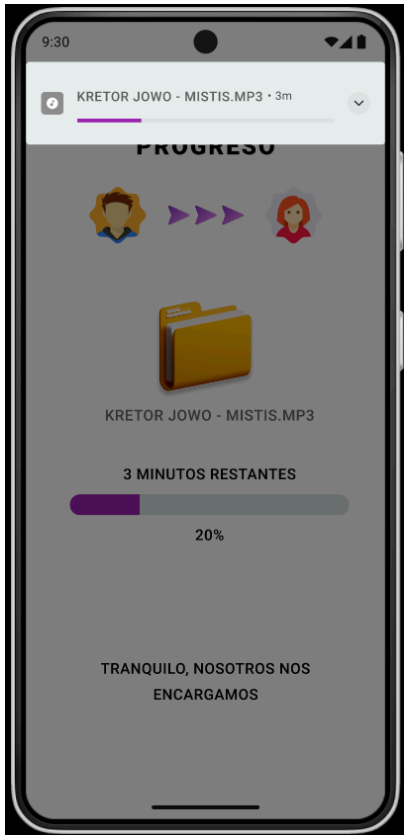 9:30
KRETOR JOWO - MISTIS.MP3 • 3m
PROGRESO
KRETOR JOWO - MISTIS.MP3
3 MINUTOS RESTANTES
20%
TRANQUILO, NOSOTROS NOS
ENCARGAMOS